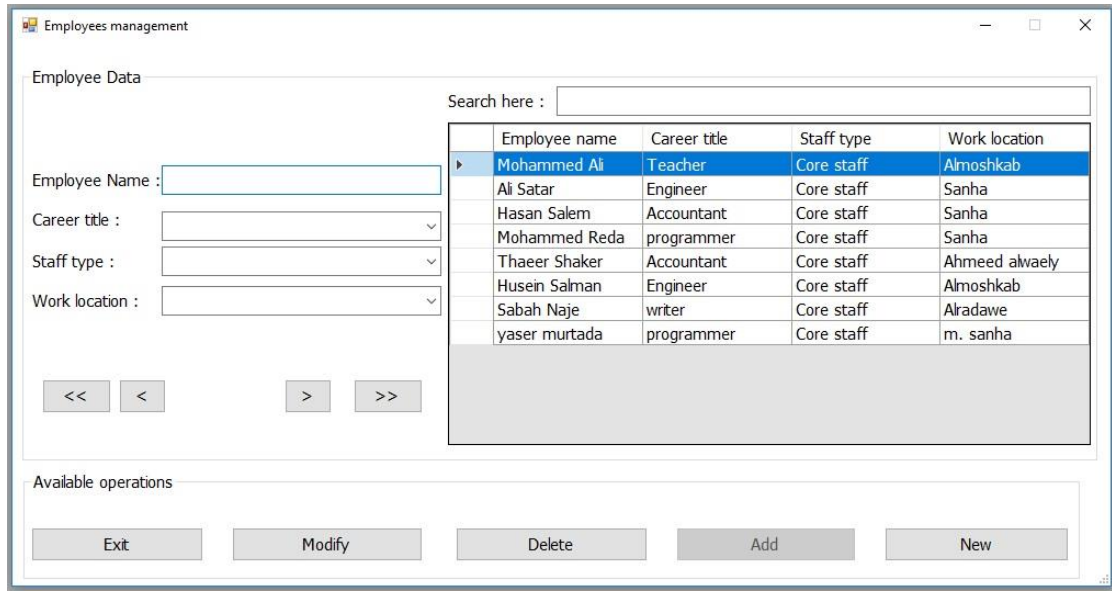 Employees management
Employee Data
Search here :
Employee Name :
Career title :
Staff type :
Work location :
<< < > >>
Employee name Career title Staff type Work location
Mohammed Ali Teacher Core staff Almoshkab
Ali Satar Engineer Core staff Sanha
Hasan Salem Accountant Core staff Sanha
Mohammed Reda programmer Core staff Sanha
Thaeer Shaker Accountant Core staff Ahmeed alwaely
Husein Salman Engineer Core staff Almoshkab
Sabah Naje writer Core staff Alradawe
yaser murtada programmer Core staff m. sanha
Available operations
Exit Modify Delete Add New